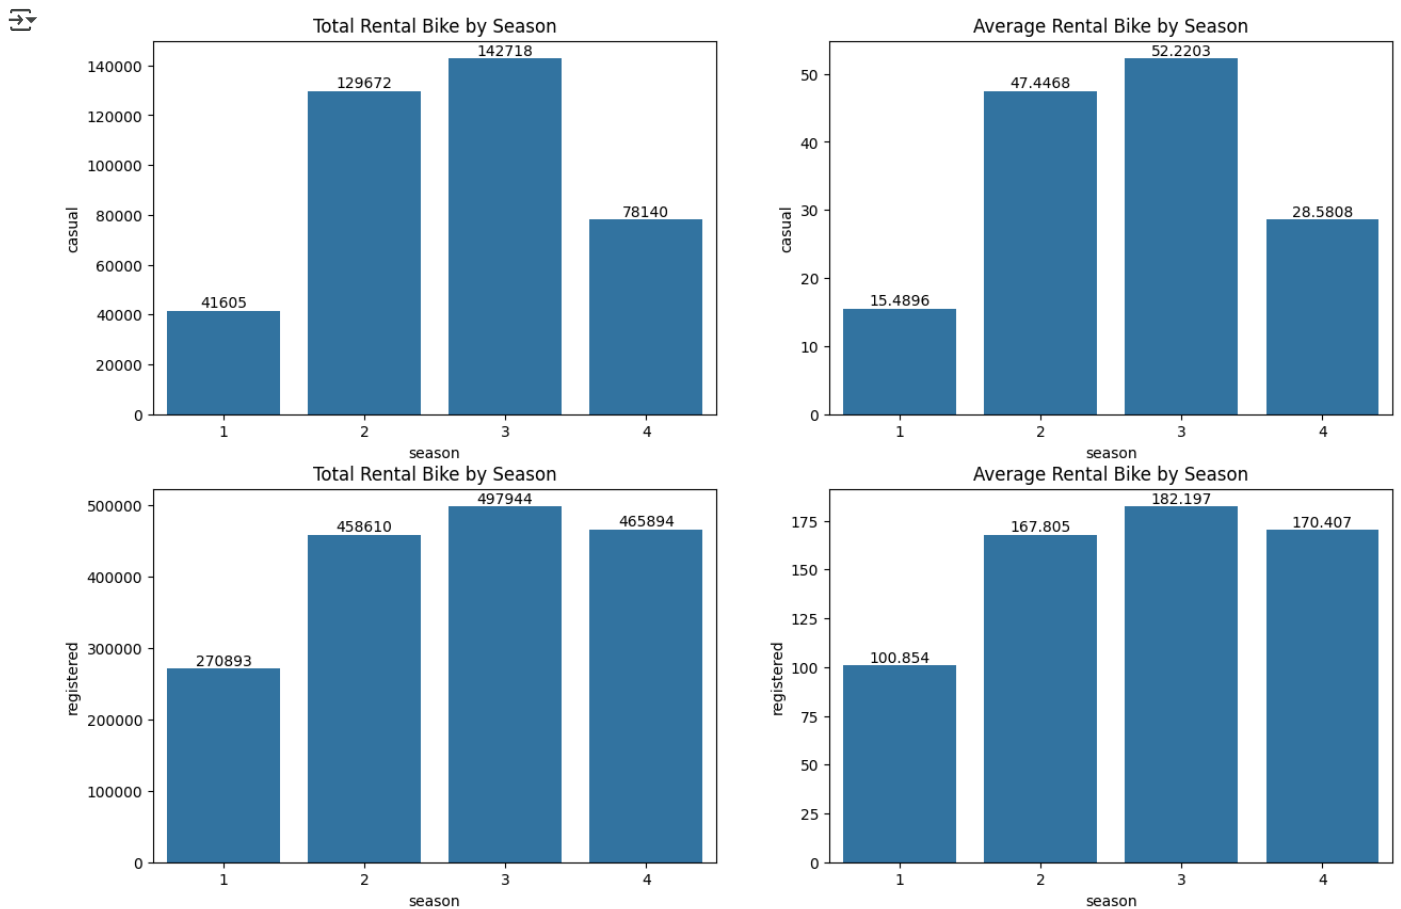 Total Rental Bike by Season
142718
140000
129672
120000
100000
80000
78140
casual
60000
41605
40000
20000
0
1 2 3 4
season
Average Rental Bike by Season
52.2203
50
47.4468
40
casual
30
28.5808
20
15.4896
10
0
1 2 3 4
season
Total Rental Bike by Season
497944
500000
458610
465894
400000
300000
270893
registered
200000
100000
0
1 2 3 4
season
Average Rental Bike by Season
182.197
175
167.805
170.407
150
125
100
100.854
registered
75
50
25
0
1 2 3 4
season